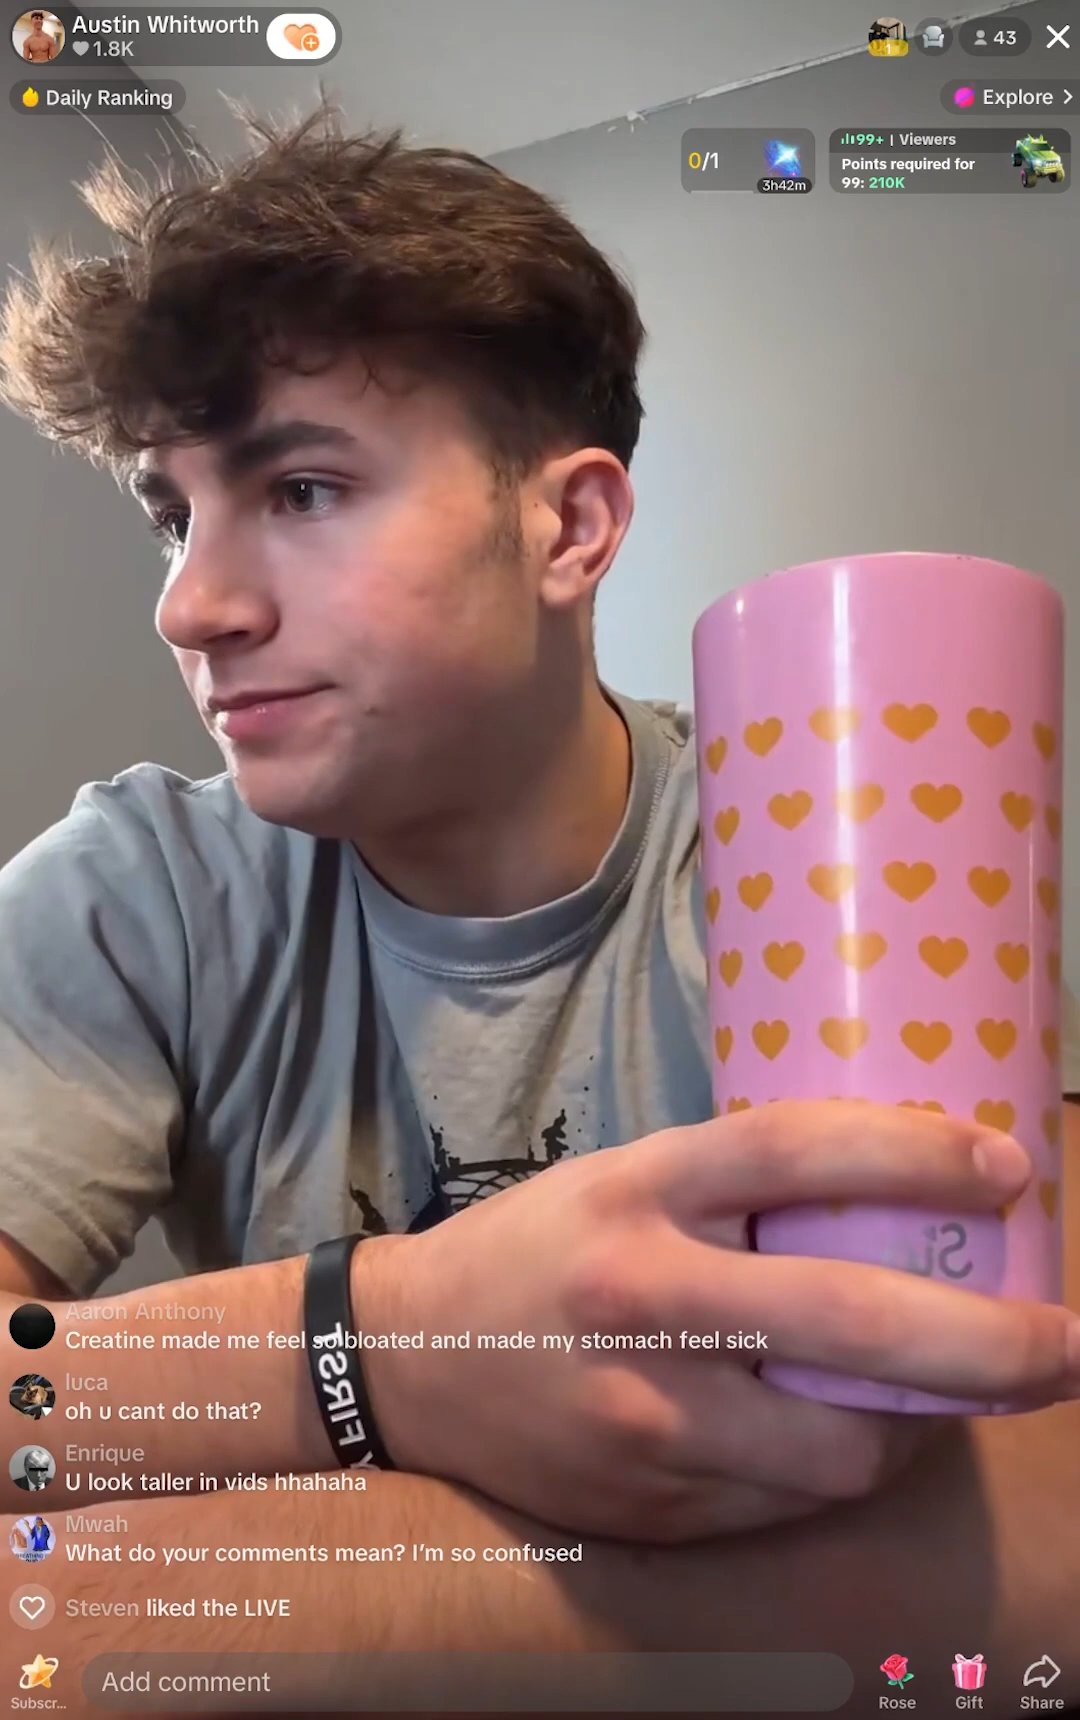 Austin Whitworth
1.8K
43
Daily Ranking
Explore
0/1
3h42m
99+ | Viewers
Points required for
99: 210K
FIRST
Aaron Anthony
Creatine made me feel so bloated and made my stomach feel sick
luca
oh u cant do that?
Enrique
U look taller in vids hhahaha
Mwah
What do your comments mean? I'm so confused
Steven liked the LIVE
Add comment
Subscr...
Rose
Gift
Share